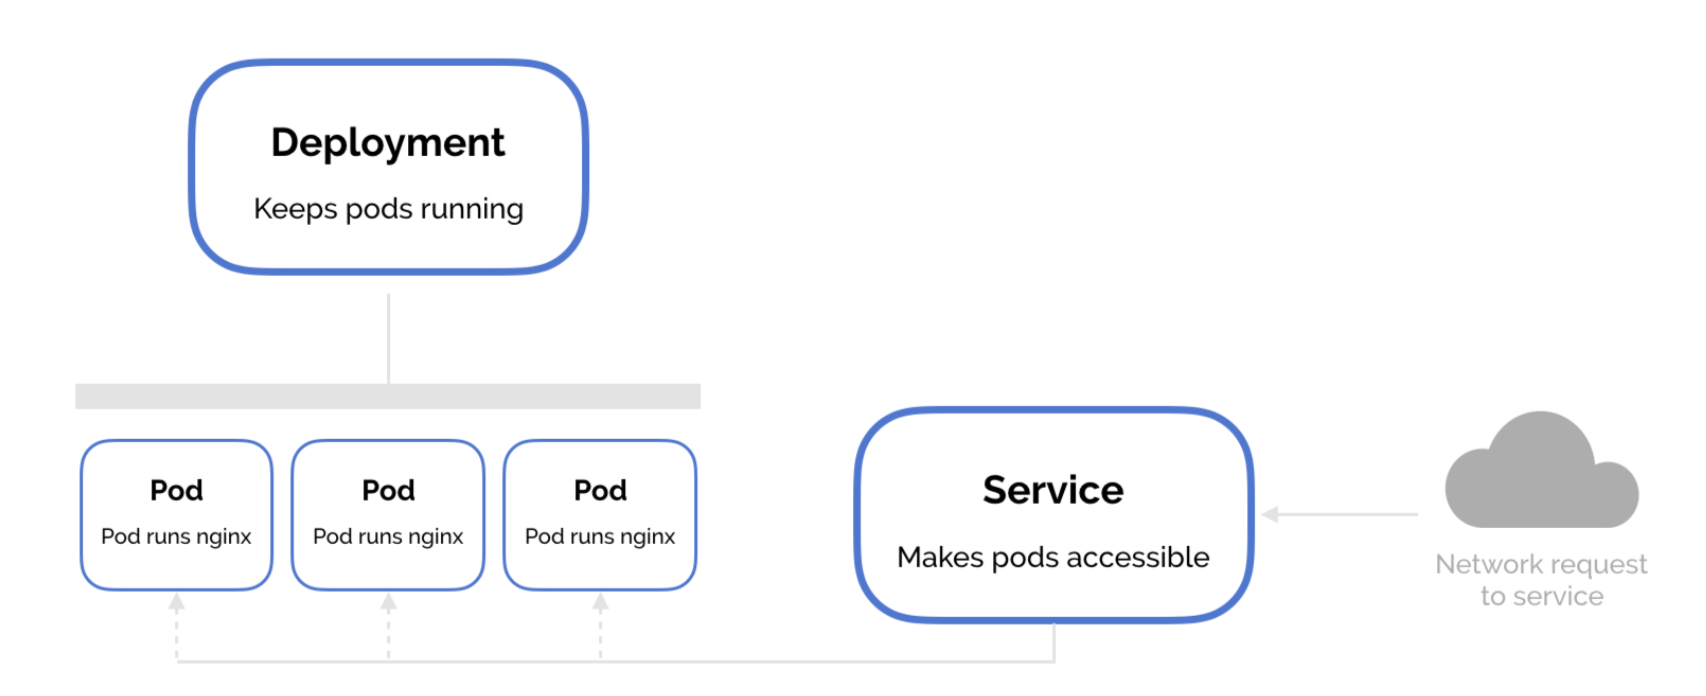 Deployment
Keeps pods running
Pod
Pod runs nginx
Pod
Pod runs nginx
Pod
Pod runs nginx
Service
Makes pods accessible
Network request
to service